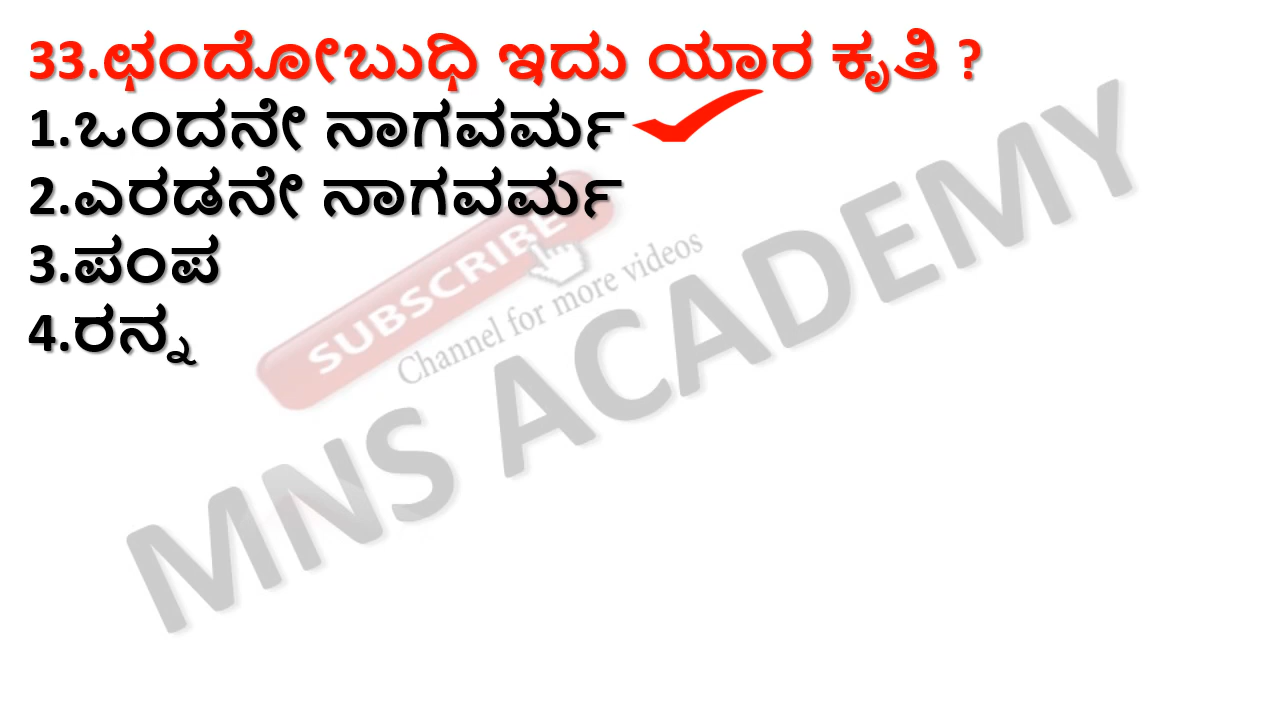 33.ಛಂದೋಬುಧಿ ಇದು ಯಾರ ಕೃತಿ ?
1.ಒಂದನೇ ನಾಗವರ್ಮ
2.ಎರಡನೇ ನಾಗವರ್ಮ
3.ಪಂಪ
4.ರನ್ನ
SUBSCRIBE
Channel for more videos
MNS ACADEMY